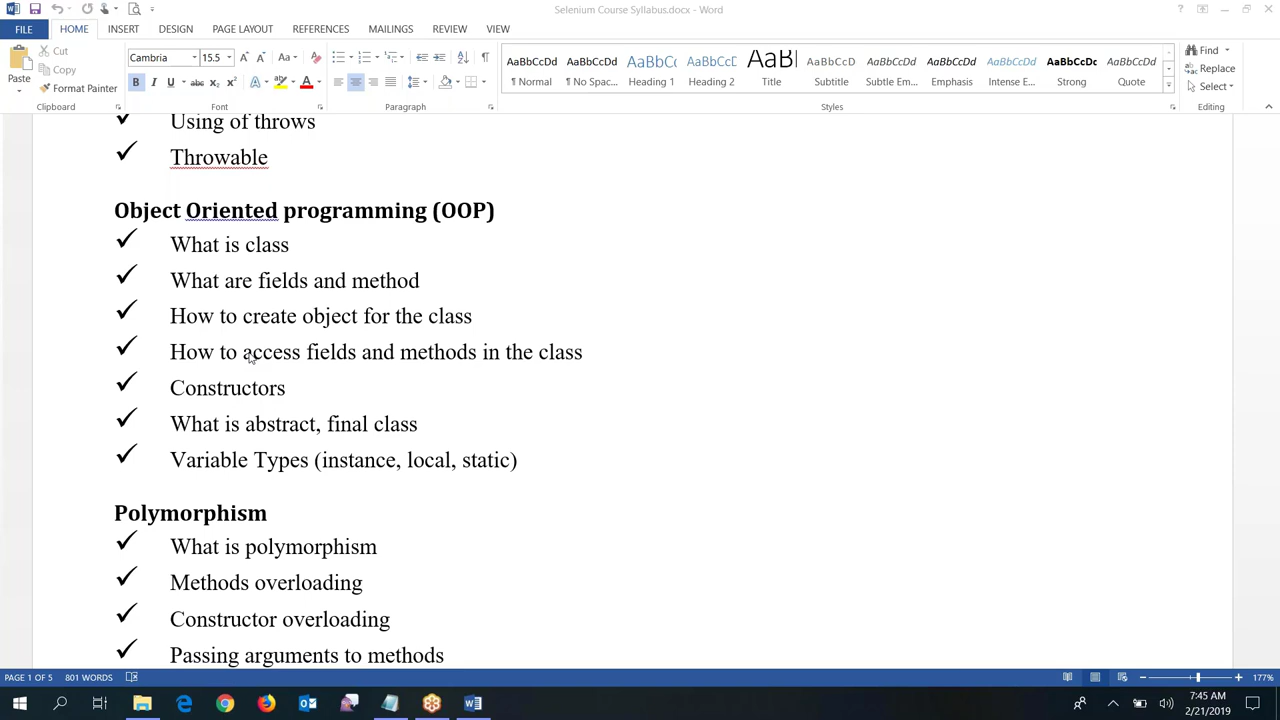 Selenium Course Syllabus.docx - Word
FILE HOME INSERT DESIGN PAGE LAYOUT REFERENCES MAILINGS REVIEW VIEW
Paste
Cut
Copy
Format Painter
Cambria 15.5
AaBbCcDd AaBbCcDd AaBbCc AaBbCcD AaBl AaBbCcD AaBbCcDd AaBbCcDd AaBbCcDd AaBbCcDc AaBbCcDd
¶ Normal ¶ No Spac... Heading 1 Heading 2 Title Subtitle Subtle Em... Emphasis Intense E... Strong Quote
Find
Replace
Select
Clipboard Font Paragraph Styles Editing
Using of throws
Throwable
Object Oriented programming (OOP)
What is class
What are fields and method
How to create object for the class
How to access fields and methods in the class
Constructors
What is abstract, final class
Variable Types (instance, local, static)
Polymorphism
What is polymorphism
Methods overloading
Constructor overloading
Passing arguments to methods
PAGE 1 OF 5 801 WORDS 177%
7:45 AM
2/21/2019